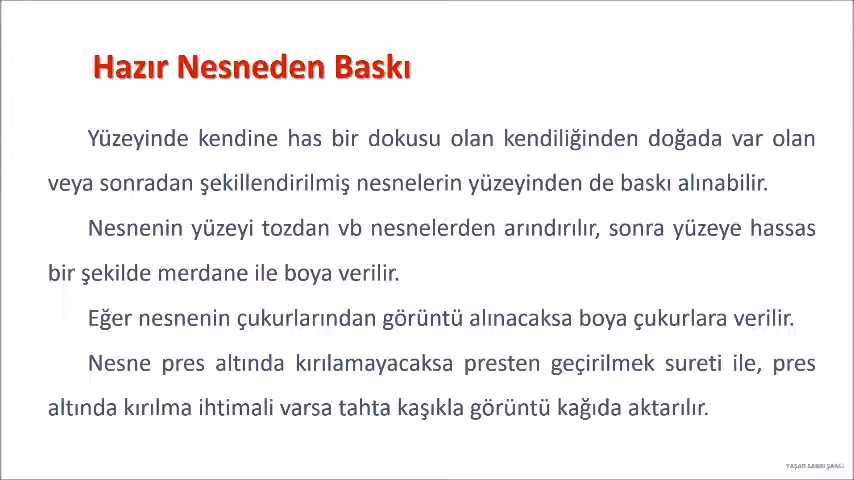 Hazır Nesneden Baskı
Yüzeyinde kendine has bir dokusu olan kendiliğinden doğada var olan
veya sonradan şekillendirilmiş nesnelerin yüzeyinden de baskı alınabilir.
Nesnenin yüzeyi tozdan vb nesnelerden arındırılır, sonra yüzeye hassas
bir şekilde merdane ile boya verilir.
Eğer nesnenin çukurlarından görüntü alınacaksa boya çukurlara verilir.
Nesne pres altında kırılamayacaksa presten geçirilmek sureti ile, pres
altında kırılma ihtimali varsa tahta kaşıkla görüntü kağıda aktarılır.
YAŞAR SABRİ ŞANLI